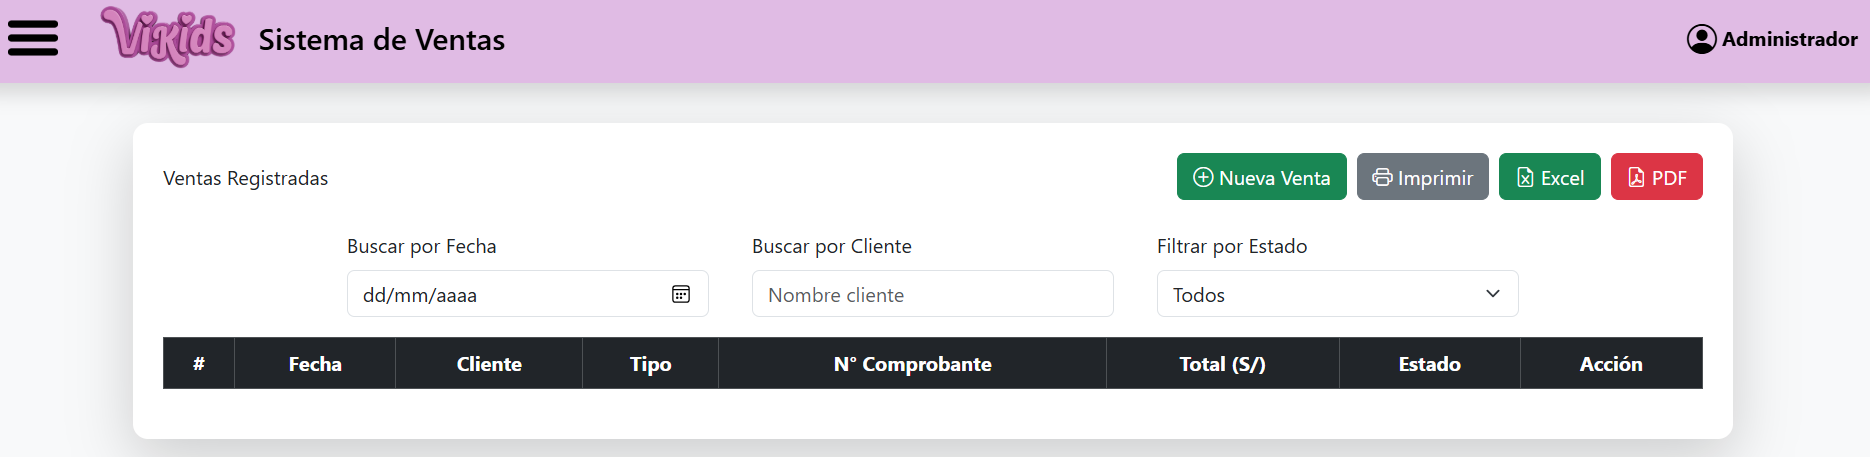 ViKids Sistema de Ventas Administrador
Ventas Registradas Nueva Venta Imprimir Excel PDF
Buscar por Fecha Buscar por Cliente Filtrar por Estado
dd/mm/aaaa Nombre cliente Todos
# Fecha Cliente Tipo N° Comprobante Total (S/) Estado Acción